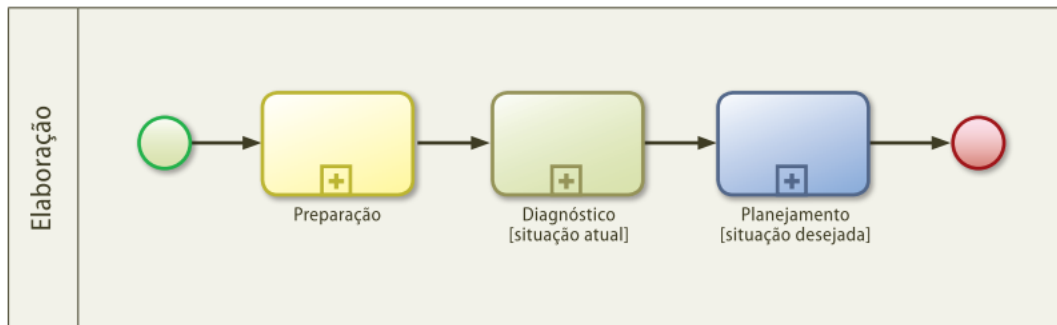 Elaboração
Preparação
Diagnóstico
[situação atual]
Planejamento
[situação desejada]